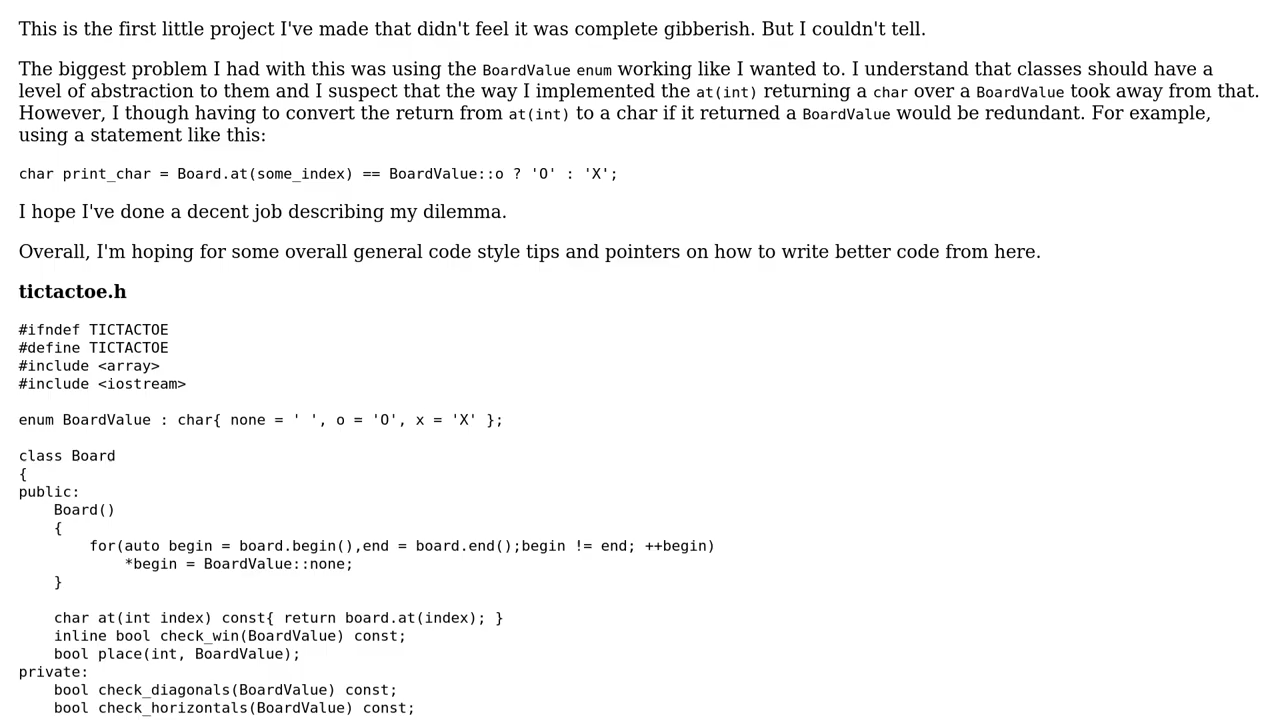 This is the first little project I've made that didn't feel it was complete gibberish. But I couldn't tell.
The biggest problem I had with this was using the BoardValue enum working like I wanted to. I understand that classes should have a
level of abstraction to them and I suspect that the way I implemented the at(int) returning a char over a BoardValue took away from that.
However, I though having to convert the return from at(int) to a char if it returned a BoardValue would be redundant. For example,
using a statement like this:
char print_char = Board.at(some_index) == BoardValue::o ? 'O' : 'X';
I hope I've done a decent job describing my dilemma.
Overall, I'm hoping for some overall general code style tips and pointers on how to write better code from here.
tictactoe.h
#ifndef TICTACTOE
#define TICTACTOE
#include <array>
#include <iostream>
enum BoardValue : char{ none = ' ', o = 'O', x = 'X' };
class Board
{
public:
    Board()
    {
        for(auto begin = board.begin(),end = board.end();begin != end; ++begin)
            *begin = BoardValue::none;
    }
    char at(int index) const{ return board.at(index); }
    inline bool check_win(BoardValue) const;
    bool place(int, BoardValue);
private:
    bool check_diagonals(BoardValue) const;
    bool check_horizontals(BoardValue) const;